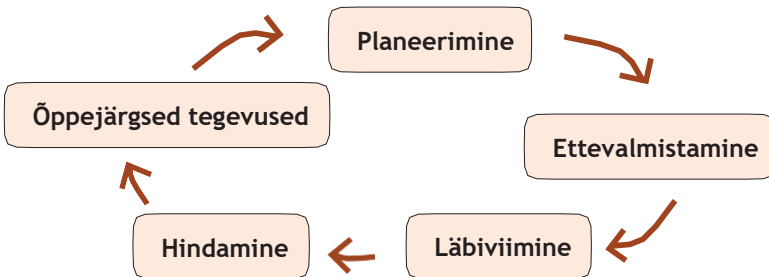 Planeerimine
Ettevalmistamine
Läbiviimine
Hindamine
Õppejärgsed tegevused